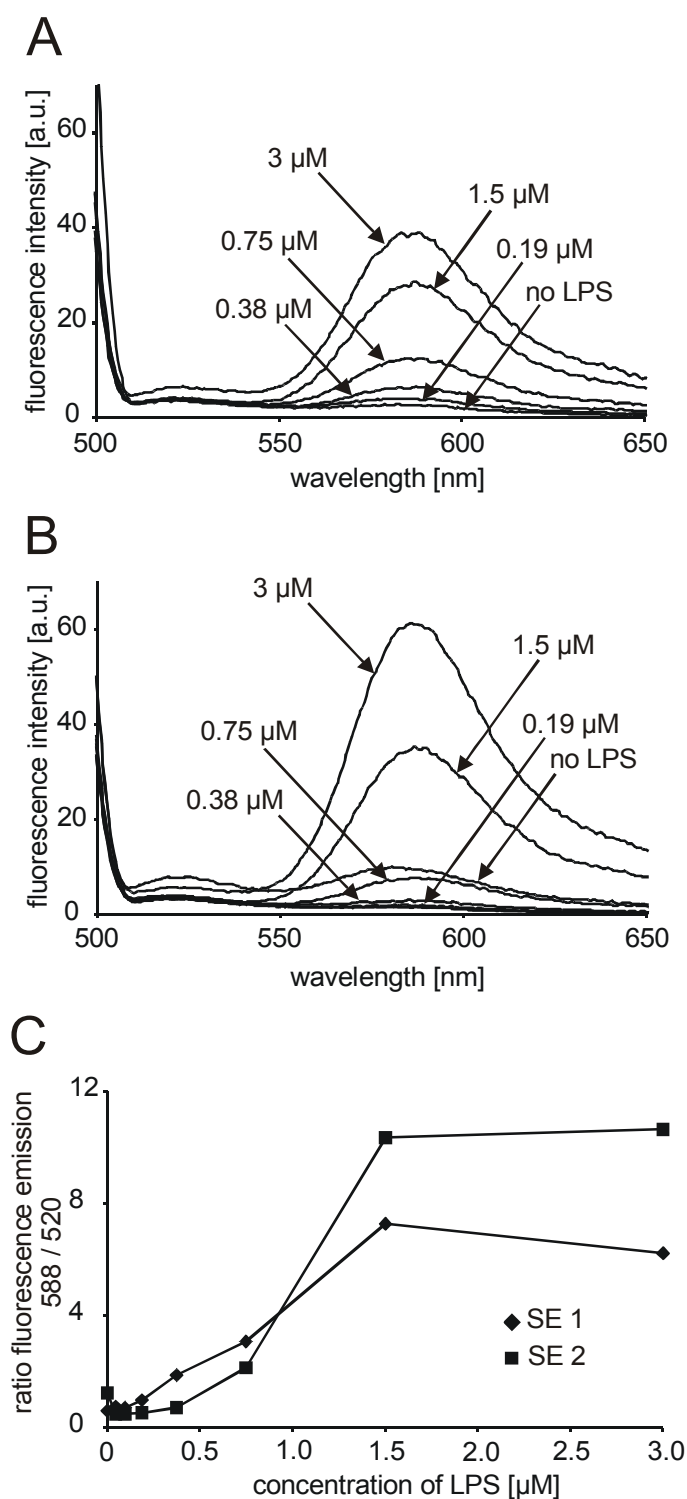 A
fluorescence intensity [a.u.]
60
40
20
0
3 µM
1.5 µM
0.75 µM
0.19 µM
0.38 µM
no LPS
500
550
600
650
wavelength [nm]
B
fluorescence intensity [a.u.]
60
40
20
0
3 µM
1.5 µM
0.75 µM
0.19 µM
no LPS
0.38 µM
500
550
600
650
wavelength [nm]
C
ratio fluorescence emission
588 / 520
12
8
4
0
SE 1
SE 2
0
0.5
1.0
1.5
2.0
2.5
3.0
concentration of LPS [µM]